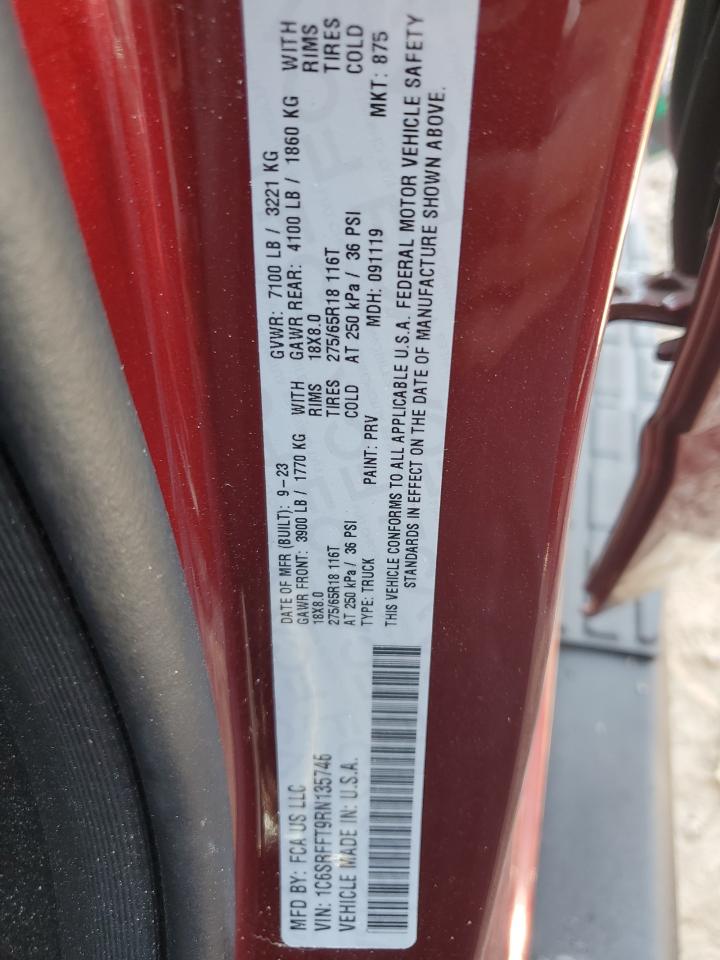 MFD BY: FCA US LLC
DATE OF MFR (BUILT): 9-23
GVWR: 7100 LB / 3221 KG
GAWR FRONT: 3900 LB / 1770 KG WITH
GAWR REAR: 4100 LB / 1860 KG WITH
18X8.0 RIMS
18X8.0 RIMS
275/65R18 116T TIRES
275/65R18 116T TIRES
AT 250 kPa / 36 PSI COLD
AT 250 kPa / 36 PSI COLD
VIN: 1C6SRFFT9RN135746
TYPE: TRUCK PAINT: PRV MDH: 091119 MKT: 875
VEHICLE MADE IN: U.S.A.
THIS VEHICLE CONFORMS TO ALL APPLICABLE U.S.A. FEDERAL MOTOR VEHICLE SAFETY
STANDARDS IN EFFECT ON THE DATE OF MANUFACTURE SHOWN ABOVE.